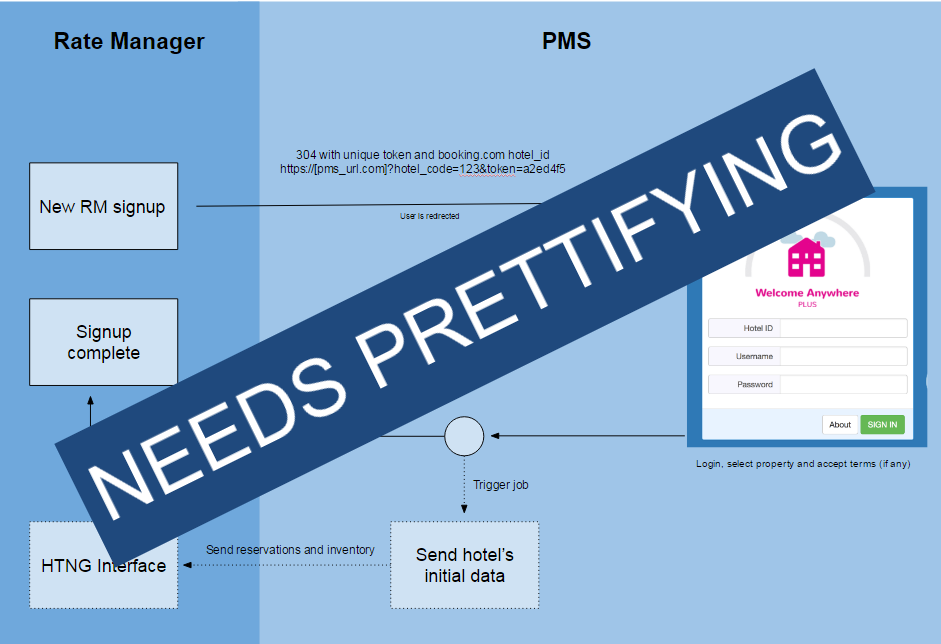 Rate Manager
PMS
304 with unique token and booking.com hotel_id
https://[pms_url.com]?hotel_code=123&token=a2ed4f5
New RM signup
User is redirected
NEEDS PRETTIFYING
Welcome Anywhere
PLUS
Hotel ID
Username
Password
About
SIGN IN
Signup
complete
Login, select property and accept terms (if any)
Trigger job
Send reservations and inventory
HTNG Interface
Send hotel's
initial data